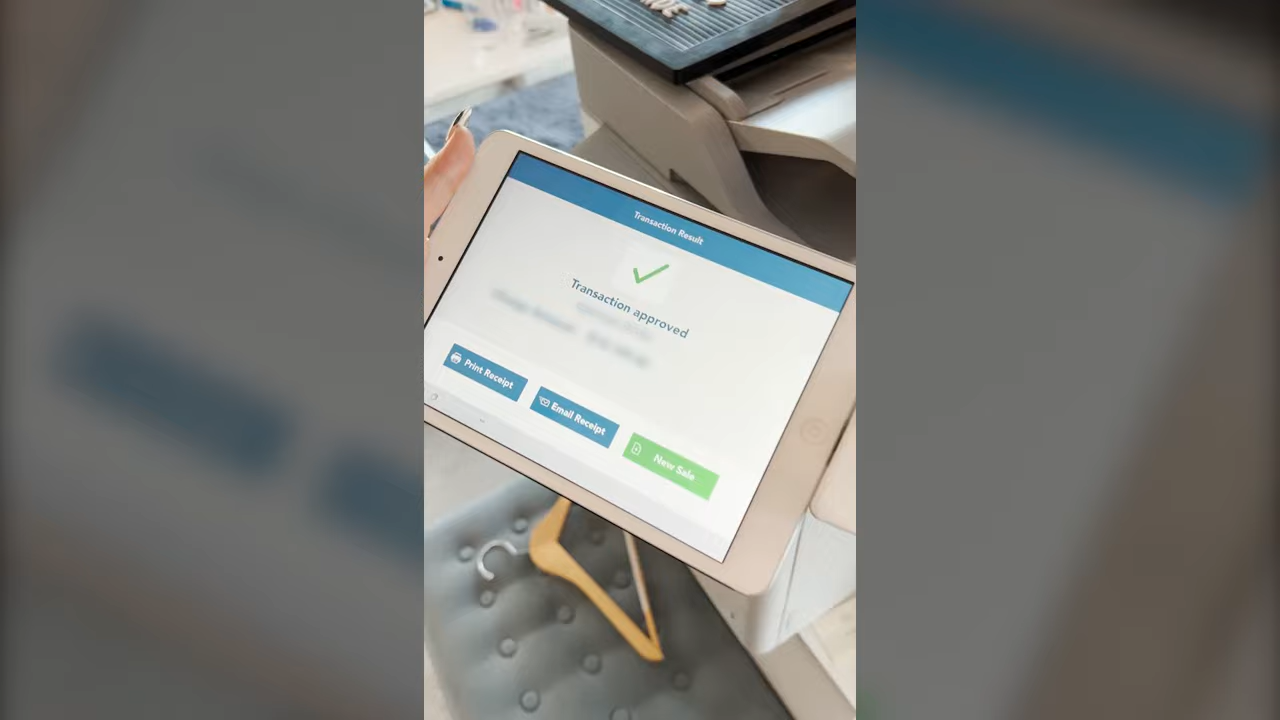 Transaction Result
Transaction approved
Print Receipt
Email Receipt
New Sale